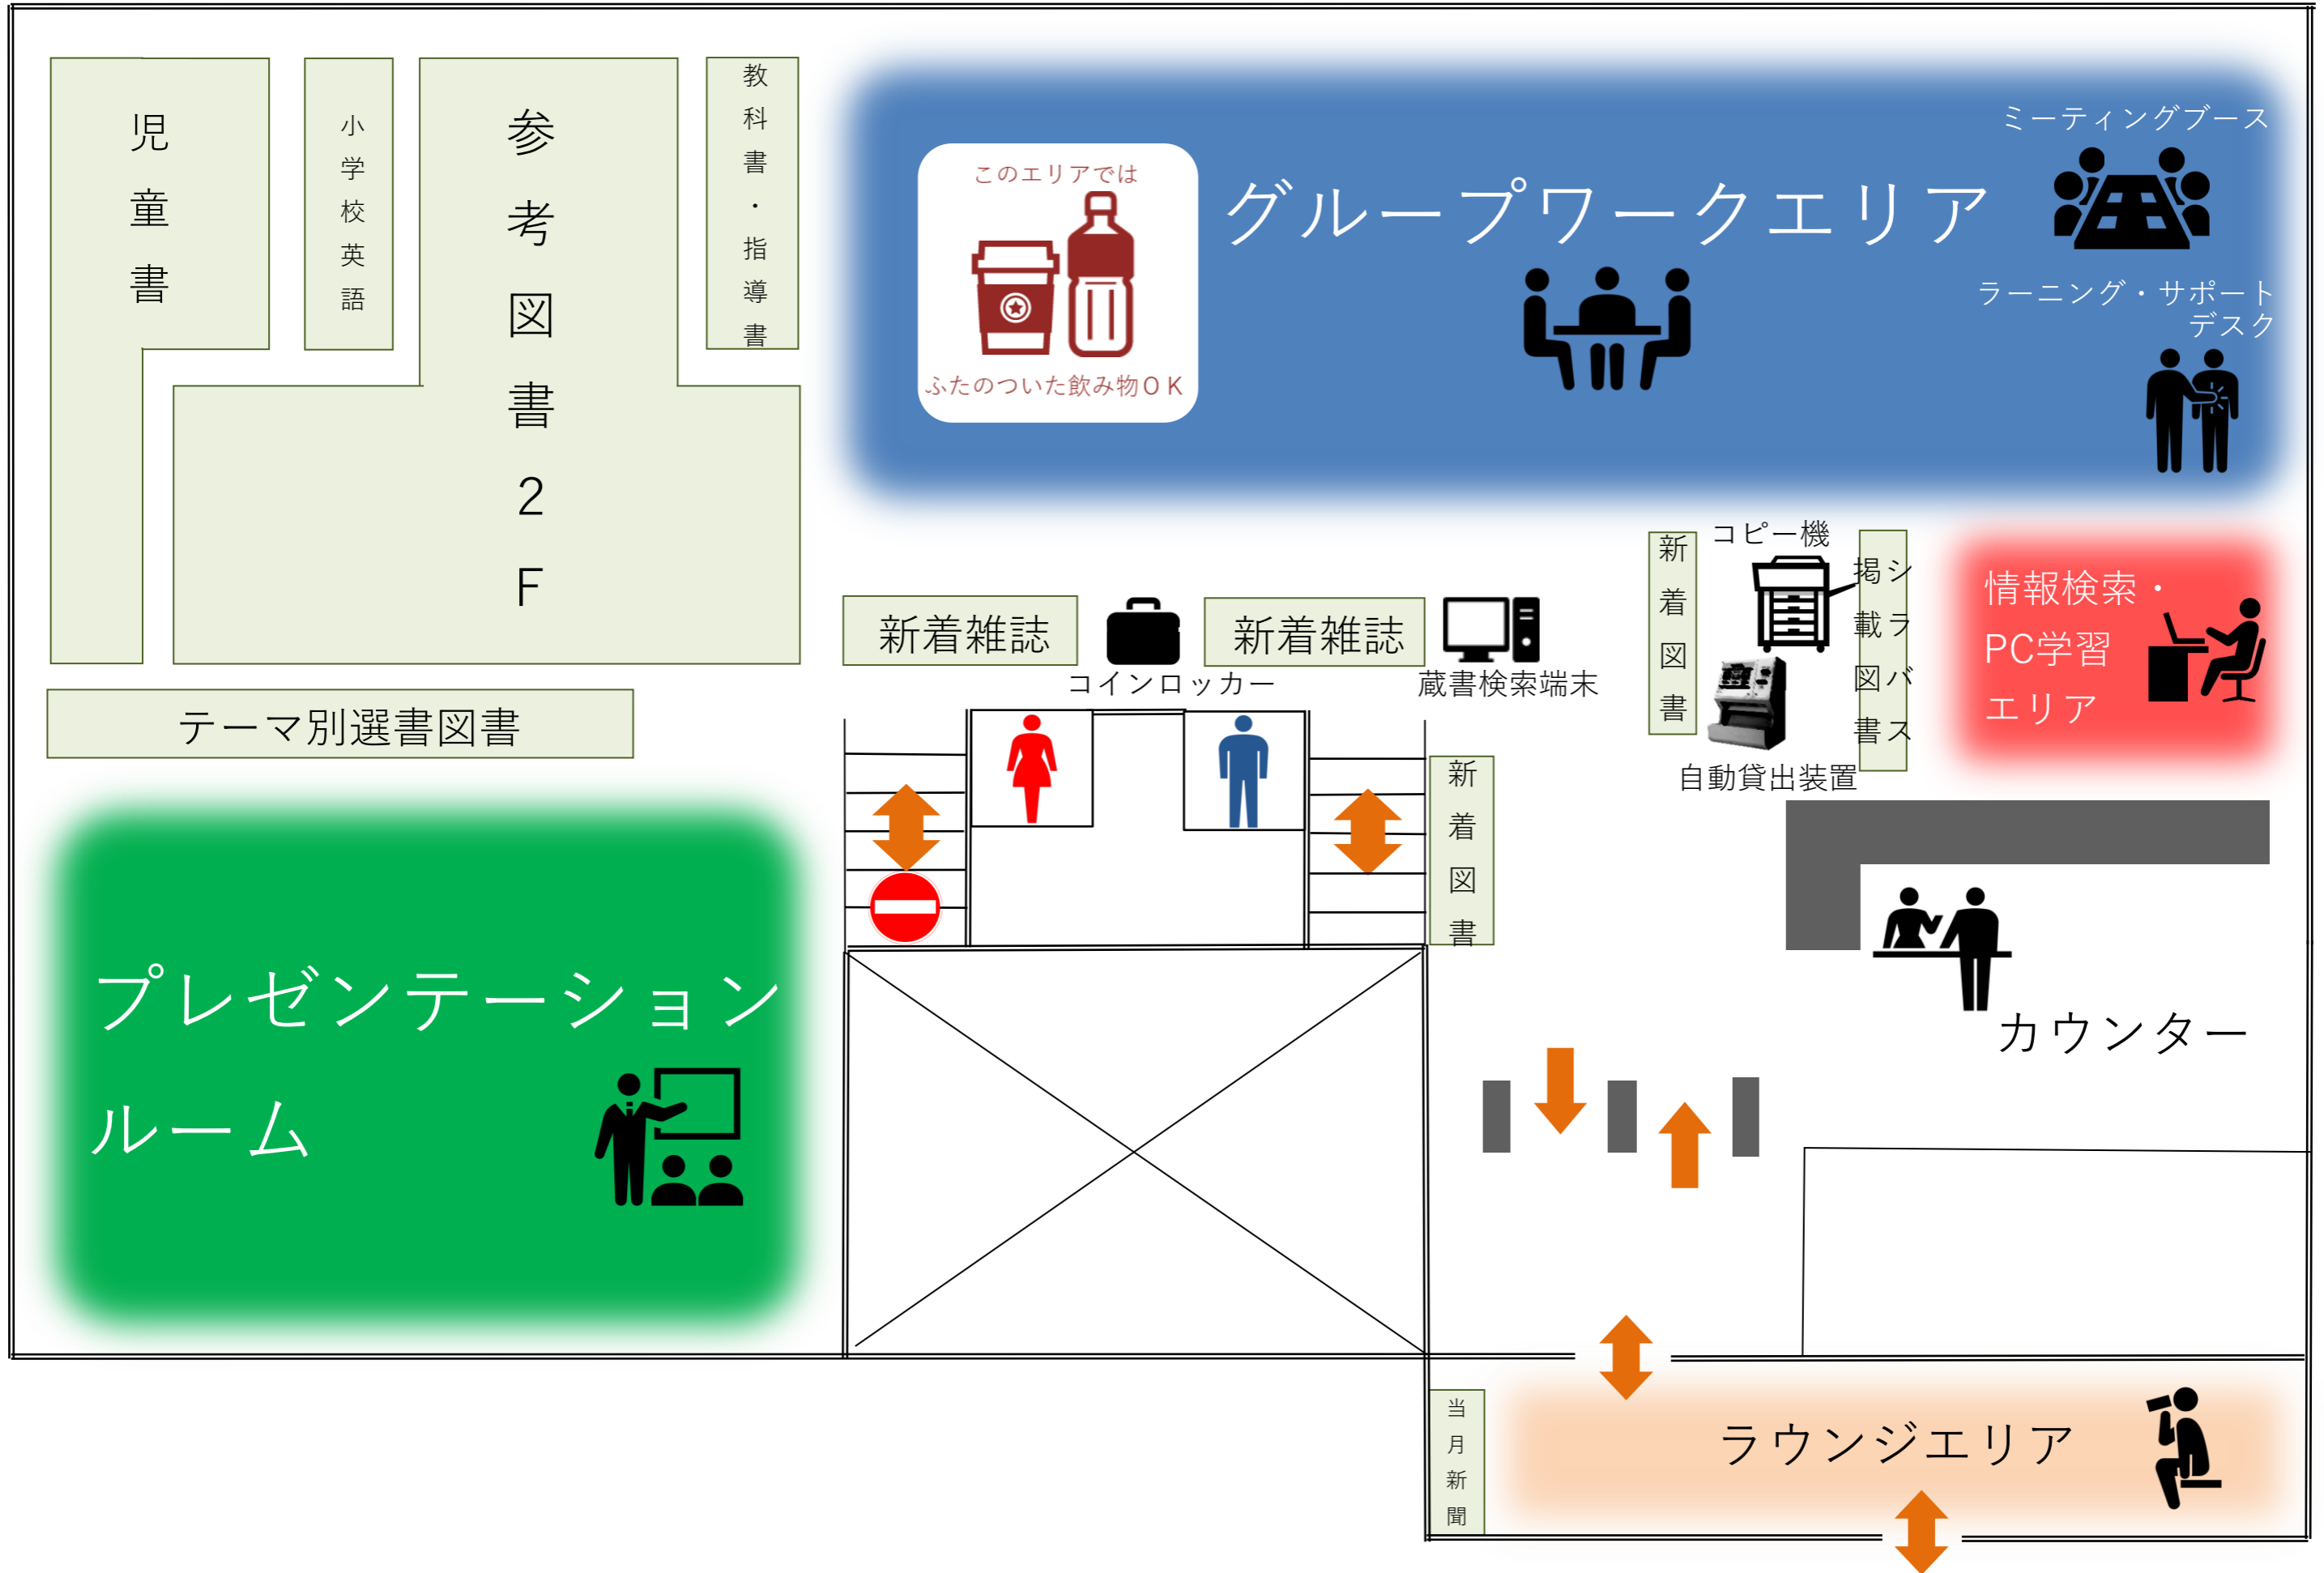 児童書
小学校英語
参考図書２F
教科書・指導書
このエリアでは
ふたのついた飲み物ＯＫ
グループワークエリア
ミーティングブース
ラーニング・サポート
デスク
新着雑誌
コインロッカー
新着雑誌
蔵書検索端末
新着図書
コピー機
自動貸出装置
シラバス
掲載図書
情報検索・
PC学習
エリア
テーマ別選書図書
新着図書
プレゼンテーション
ルーム
カウンター
当月新聞
ラウンジエリア